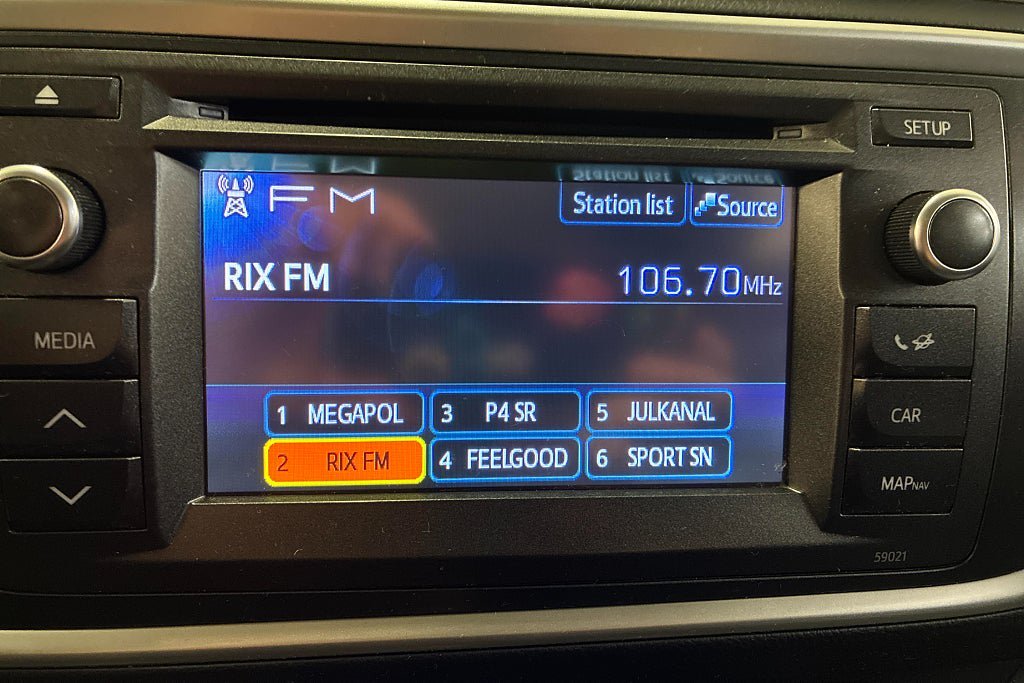 SETUP
FM
Station list
Source
RIX FM
106.70MHz
MEDIA
CAR
MAPNAV
1 MEGAPOL
3 P4 SR
5 JULKANAL
2 RIX FM
4 FEELGOOD
6 SPORT SN
59021